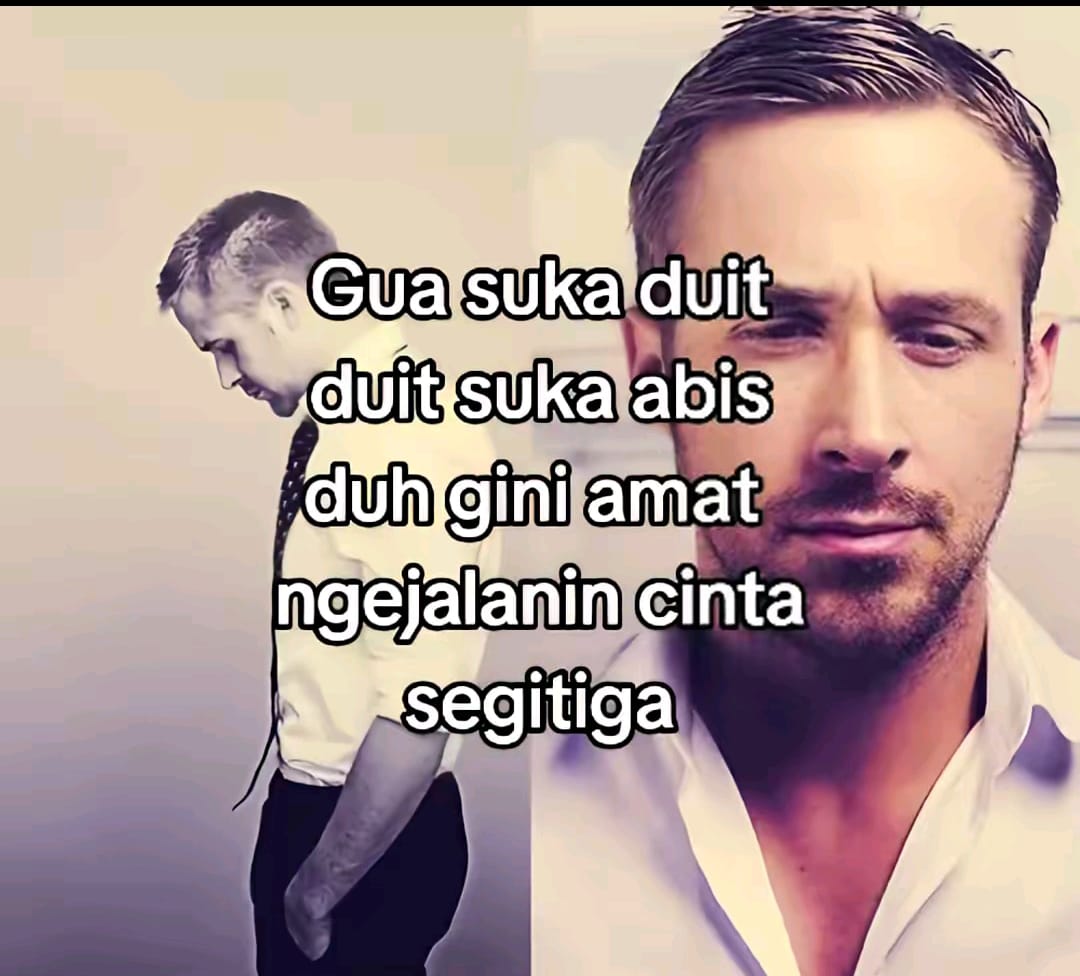 Gua suka duit
duit suka abis
duh gini amat
ngejalanin cinta
segitiga